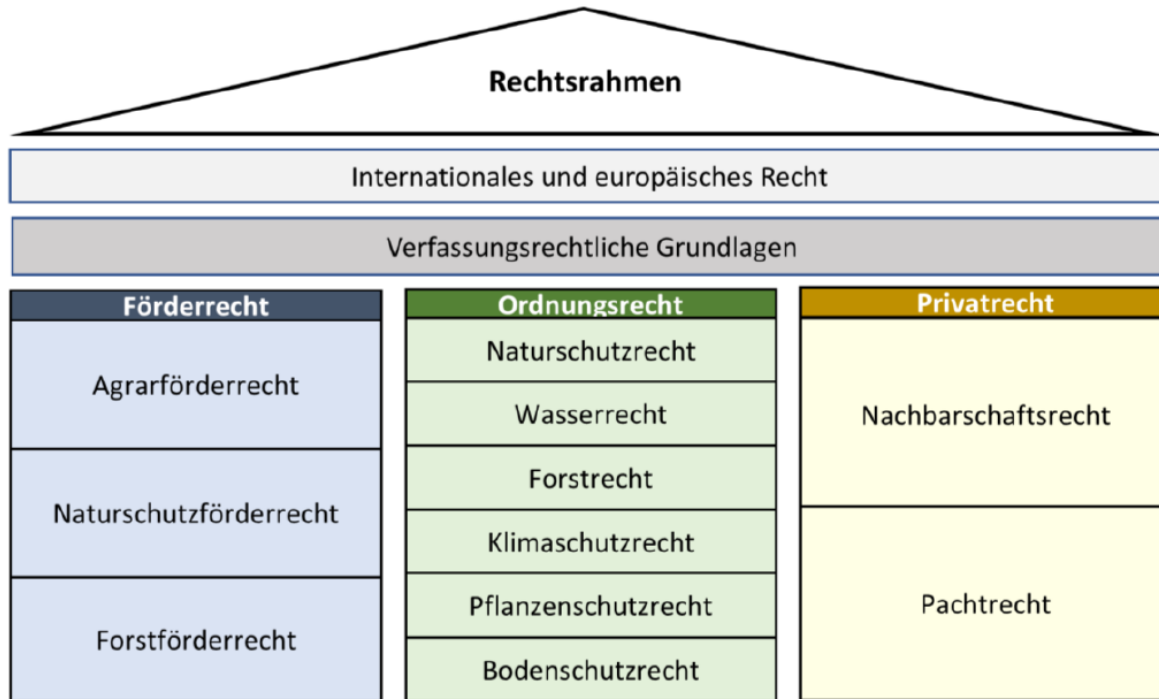 Rechtsrahmen
Internationales und europäisches Recht
Verfassungsrechtliche Grundlagen
Förderrecht
Agrarförderrecht
Naturschutzförderrecht
Forstförderrecht
Ordnungsrecht
Naturschutzrecht
Wasserrecht
Forstrecht
Klimaschutzrecht
Pflanzenschutzrecht
Bodenschutzrecht
Privatrecht
Nachbarschaftsrecht
Pachtrecht